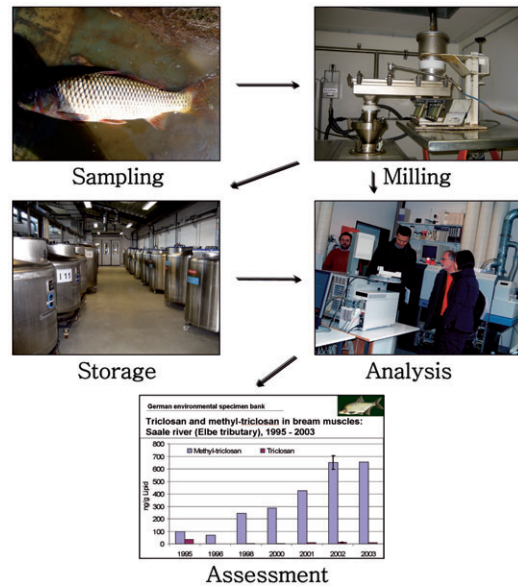 Sampling
Milling
Storage
Analysis
German environmental specimen bank
Triclosan and methyl-triclosan in bream muscles:
Saale river (Elbe tributary), 1995 - 2003
800
Methyl-triclosan
Triclosan
700
600
500
400
300
200
100
0
ng/g Lipid
1995
1996
1998
2000
2001
2002
2003
Assessment